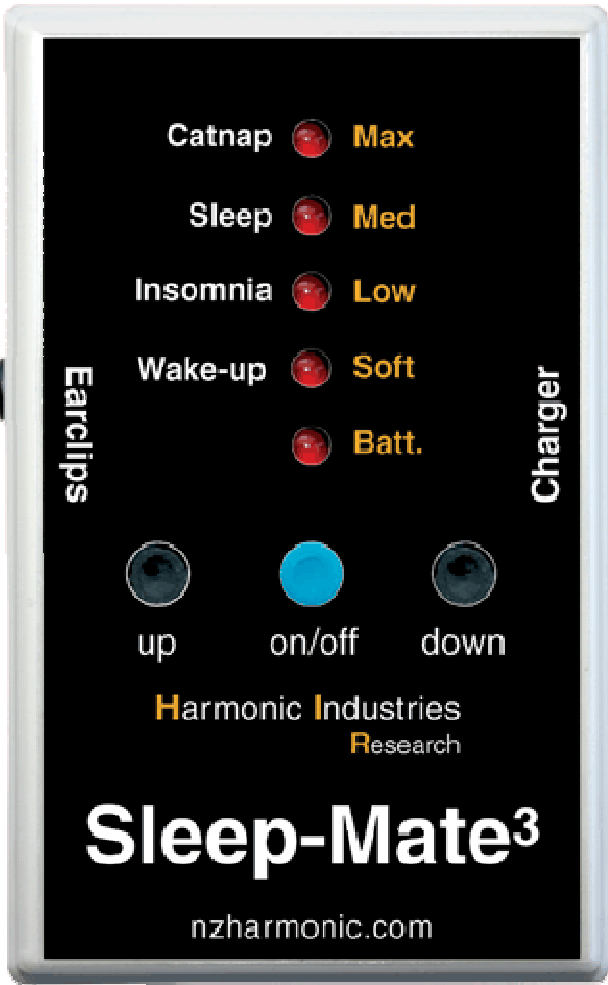 Catnap Max
Sleep Med
Insomnia Low
Wake-up Soft
Batt.
Earclips
Charger
up on/off down
Harmonic Industries
Research
Sleep-Mate³
nzharmonic.com